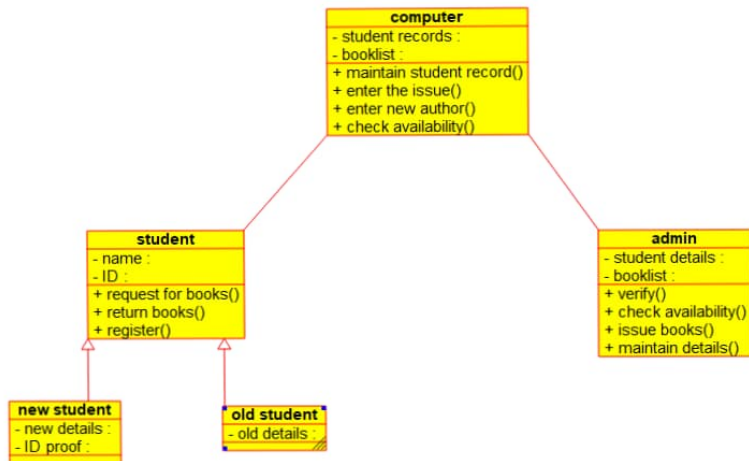 computer
- student records :
- booklist :
+ maintain student record()
+ enter the issue()
+ enter new author()
+ check availability()
student
- name :
- ID :
+ request for books()
+ return books()
+ register()
admin
- student details :
- booklist :
+ verify()
+ check availability()
+ issue books()
+ maintain details()
new student
- new details :
- ID proof :
old student
- old details :